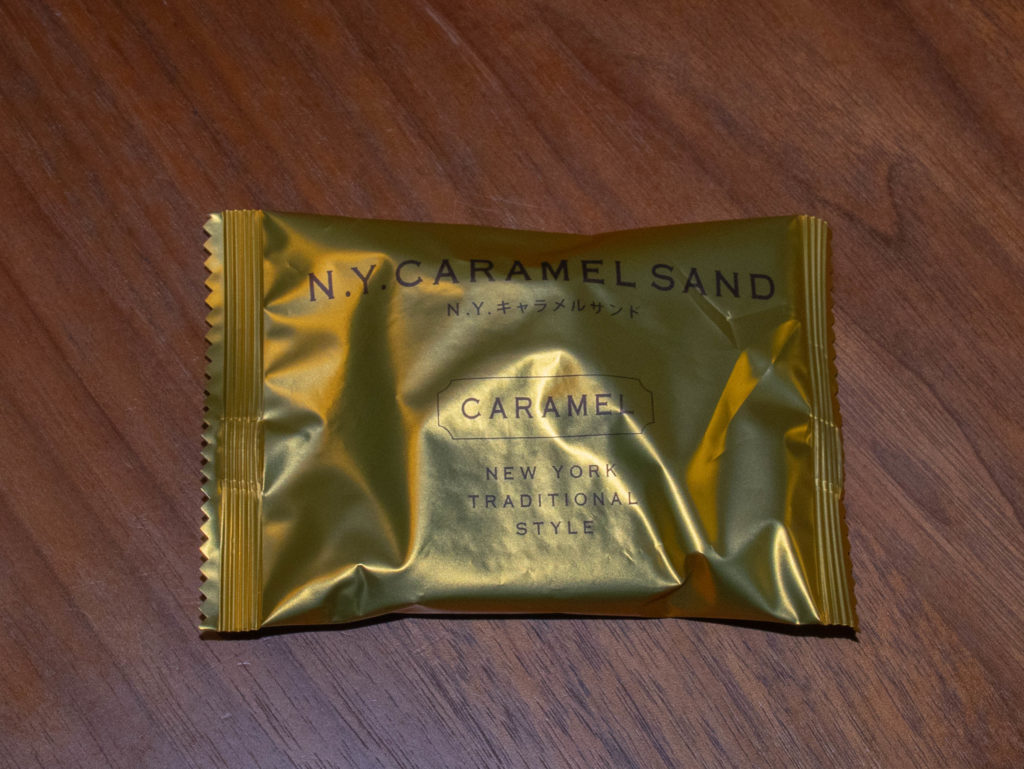 N.Y. CARAMEL SAND
N.Y.キャラメルサンド
CARAMEL
NEW YORK
TRADITIONAL
STYLE